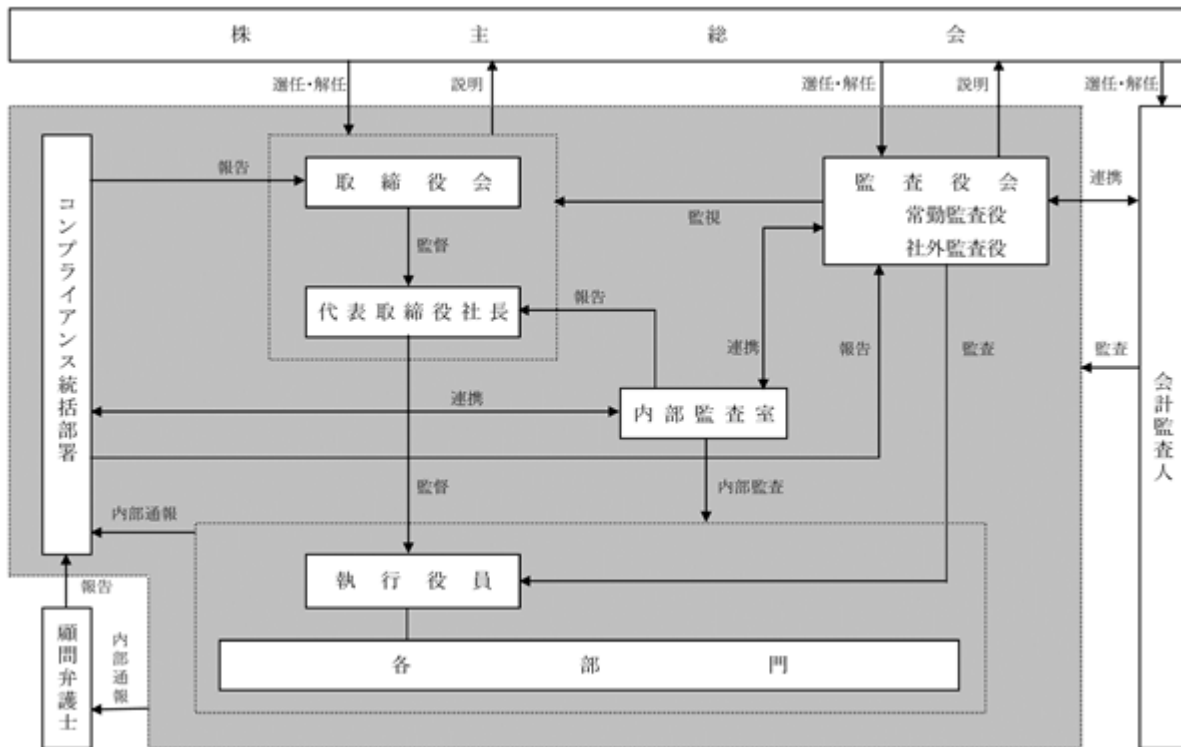 株主総会
選任・解任
説明
選任・解任
説明
選任・解任
コンプライアンス統括部署
報告
取締役会
監督
代表取締役社長
監視
監査役会
常勤監査役
社外監査役
連携
報告
連携
報告
監査
監査
会計監査人
連携
内部監査室
監督
内部監査
内部通報
執行役員
各部門
報告
顧問弁護士
内部通報